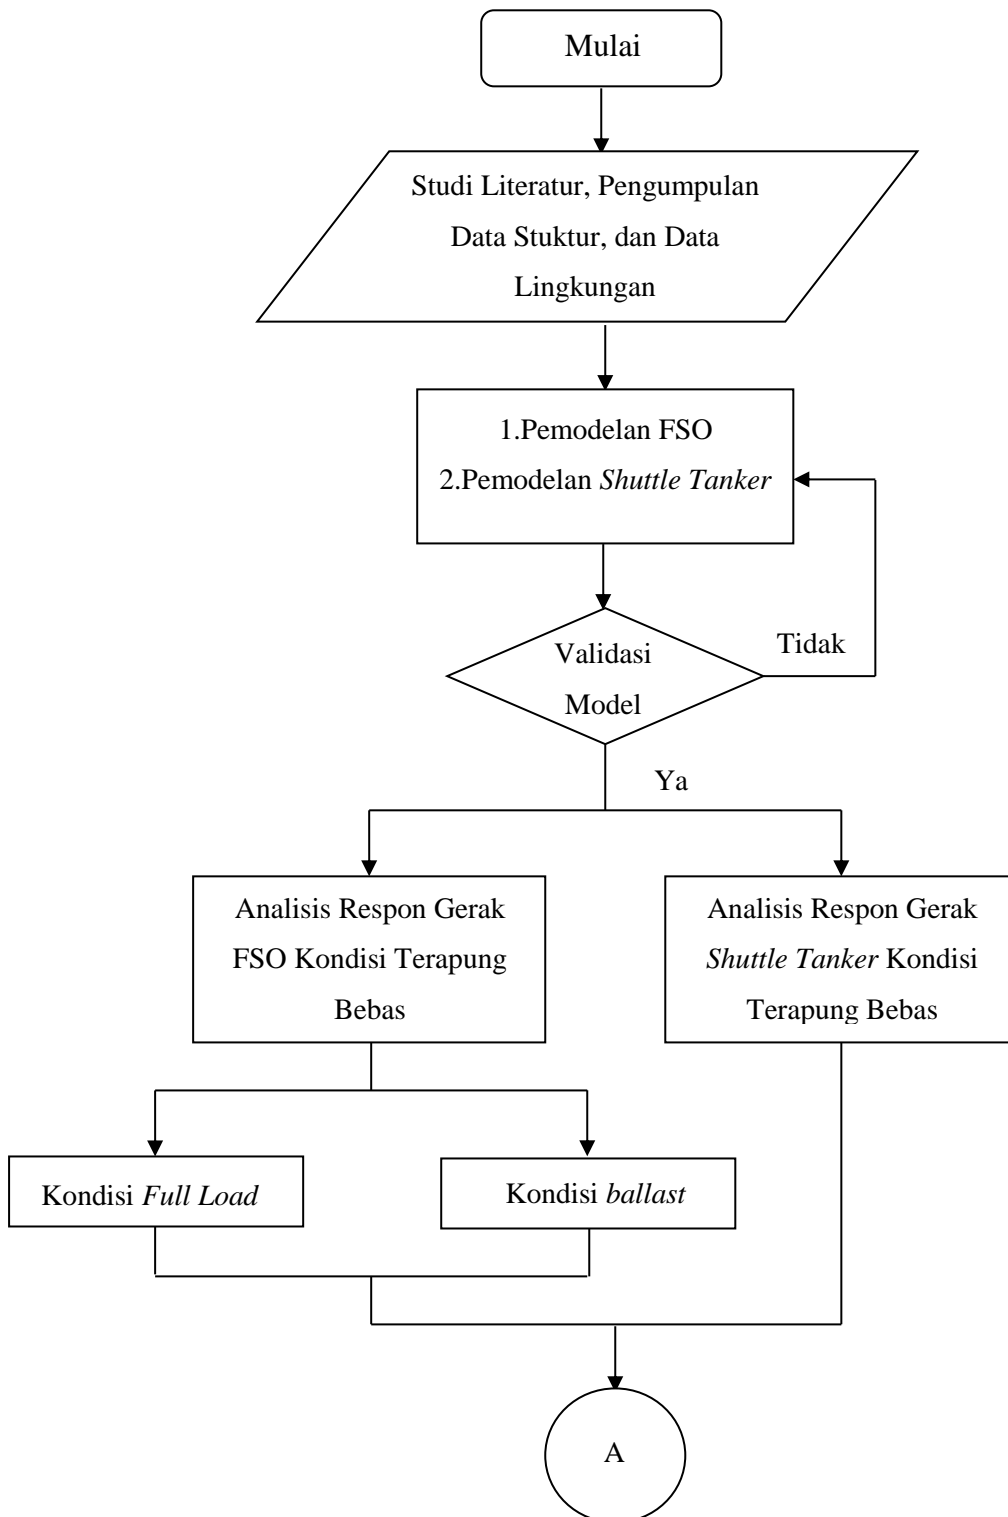 Mulai
Studi Literatur, Pengumpulan
Data Stuktur, dan Data
Lingkungan
1.Pemodelan FSO
2.Pemodelan Shuttle Tanker
Validasi
Model
Tidak
Ya
Analisis Respon Gerak
FSO Kondisi Terapung
Bebas
Analisis Respon Gerak
Shuttle Tanker Kondisi
Terapung Bebas
Kondisi Full Load
Kondisi ballast
A